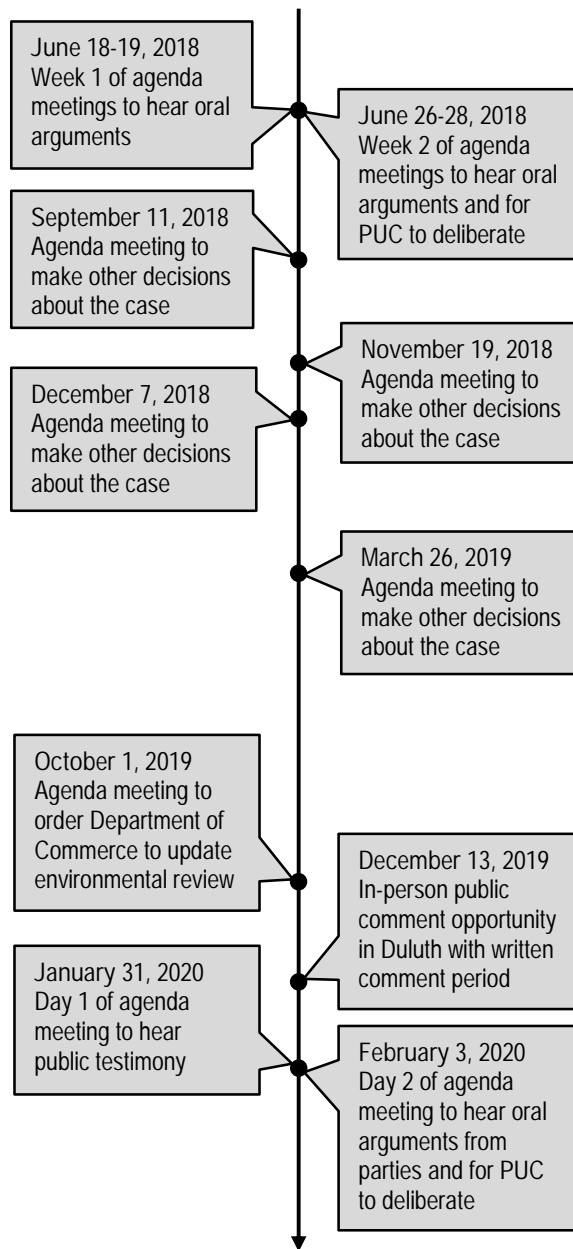 June 18-19, 2018
Week 1 of agenda
meetings to hear oral
arguments
June 26-28, 2018
Week 2 of agenda
meetings to hear oral
arguments and for
PUC to deliberate
September 11, 2018
Agenda meeting to
make other decisions
about the case
November 19, 2018
Agenda meeting to
make other decisions
about the case
December 7, 2018
Agenda meeting to
make other decisions
about the case
March 26, 2019
Agenda meeting to
make other decisions
about the case
October 1, 2019
Agenda meeting to
order Department of
Commerce to update
environmental review
December 13, 2019
In-person public
comment opportunity
in Duluth with written
comment period
January 31, 2020
Day 1 of agenda
meeting to hear
public testimony
February 3, 2020
Day 2 of agenda
meeting to hear oral
arguments from
parties and for PUC
to deliberate